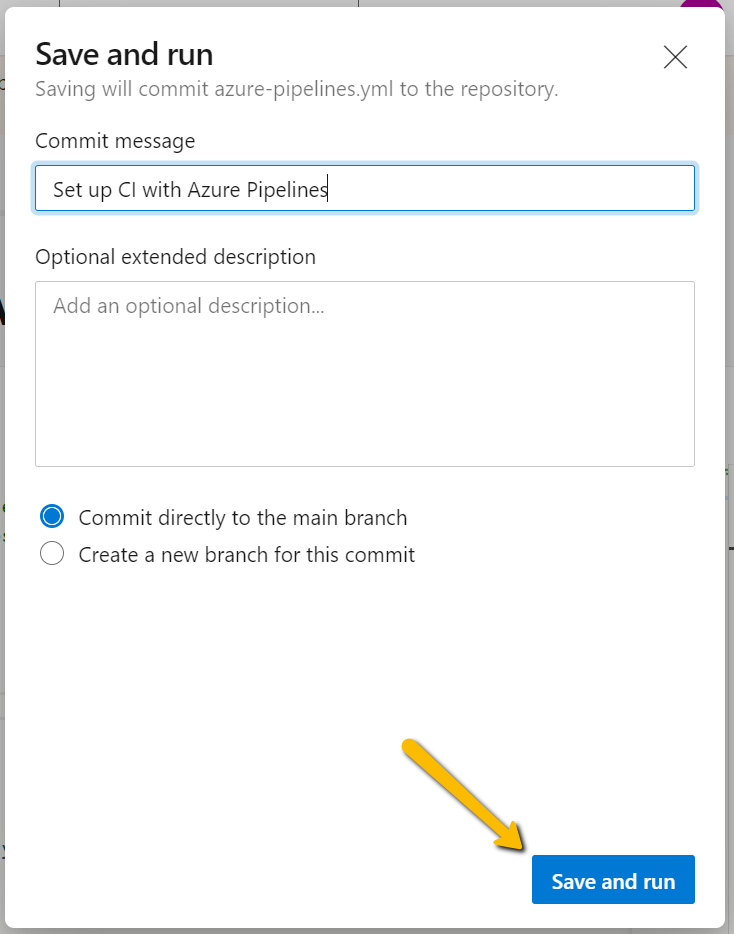 Save and run
Saving will commit azure-pipelines.yml to the repository.
Commit message
Set up CI with Azure Pipelines
Optional extended description
Add an optional description...
Commit directly to the main branch
Create a new branch for this commit
Save and run